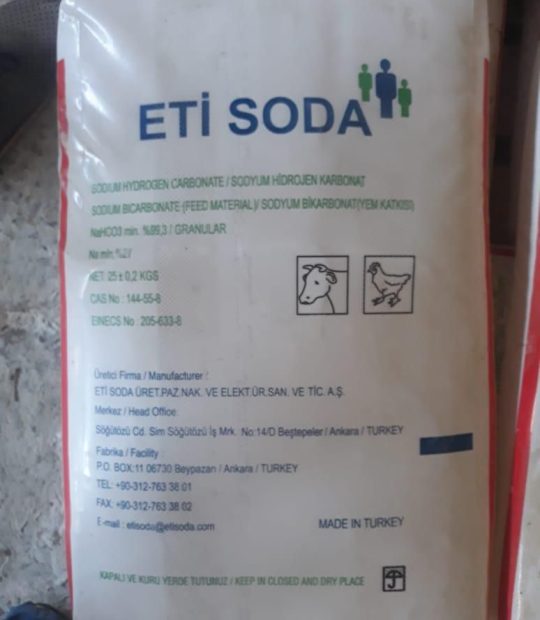 ETİ SODA
SODIUM HYDROGEN CARBONATE / SODYUM HİDROJEN KARBONAT
SODIUM BICARBONATE (FEED MATERIAL)/ SODYUM BİKARBONAT(YEM KATKISI)
NaHCO3 min. %99,3 / GRANULAR
Na min. %27
NET: 25 ± 0,2 KGS
CAS No : 144-55-8
EINECS No : 205-633-8
Üretici Firma / Manufacturer :
ETİ SODA ÜRET.PAZ.NAK. VE ELEKT.ÜR.SAN. VE TİC. A.Ş.
Merkez / Head Office:
Söğütözü Cd. Sim Söğütözü İş Mrk. No:14/D Beştepeler / Ankara / TURKEY
Fabrika / Facility :
P.O. BOX:11 06730 Beypazarı / Ankara / TURKEY
TEL: +90-312-763 38 01
FAX: +90-312-763 38 02
E-mail : etisoda@etisoda.com
MADE IN TURKEY
KAPALI VE KURU YERDE TUTUNUZ / KEEP IN CLOSED AND DRY PLACE